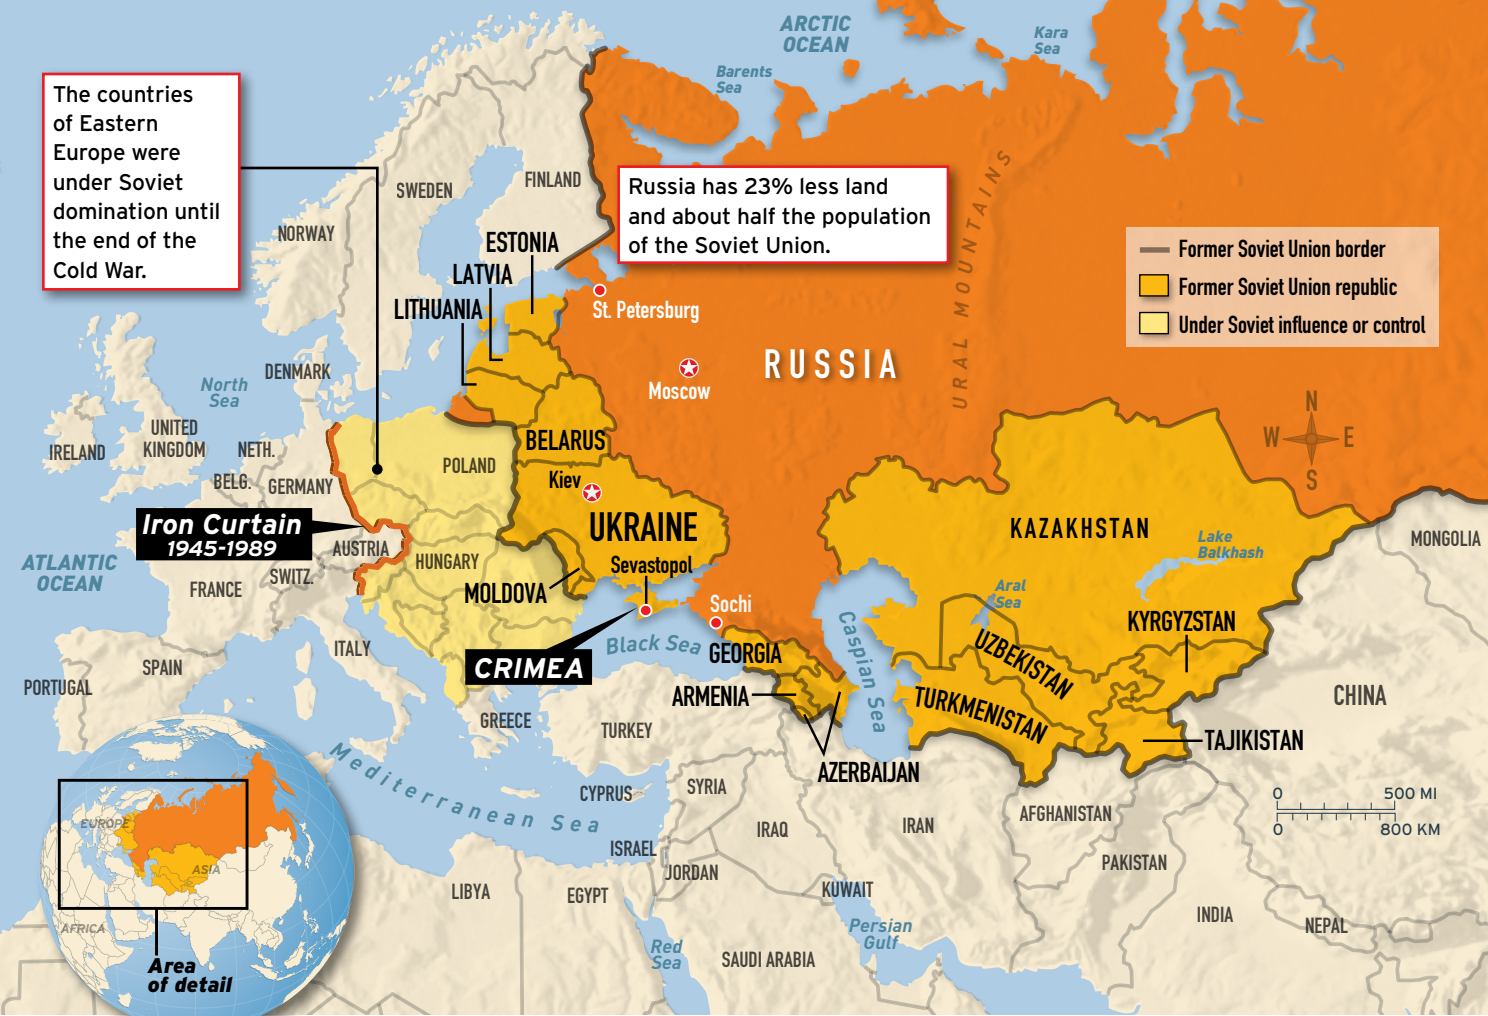 ARCTIC
OCEAN
Kara
Sea
Barents
Sea
The countries
of Eastern
Europe were
under Soviet
domination until
the end of the
Cold War.
Russia has 23% less land
and about half the population
of the Soviet Union.
Former Soviet Union border
Former Soviet Union republic
Under Soviet influence or control
SWEDEN
FINLAND
NORWAY
ESTONIA
LATVIA
LITHUANIA
St. Petersburg
Moscow
RUSSIA
URAL MOUNTAINS
DENMARK
North
Sea
UNITED
KINGDOM
IRELAND
NETH.
BELG.
GERMANY
POLAND
BELARUS
Kiev
UKRAINE
Sevastopol
Iron Curtain
1945-1989
AUSTRIA
HUNGARY
SWITZ.
FRANCE
ATLANTIC
OCEAN
MOLDOVA
CRIMEA
Black Sea
Sochi
GEORGIA
ARMENIA
AZERBAIJAN
Caspian Sea
KAZAKHSTAN
Lake
Balkhash
Aral
Sea
KYRGYZSTAN
UZBEKISTAN
TURKMENISTAN
TAJIKISTAN
N
W
E
S
MONGOLIA
CHINA
ITALY
SPAIN
PORTUGAL
GREECE
TURKEY
Mediterranean Sea
CYPRUS
SYRIA
ISRAEL
JORDAN
IRAQ
IRAN
KUWAIT
AFGHANISTAN
PAKISTAN
INDIA
NEPAL
LIBYA
EGYPT
Red
Sea
SAUDI ARABIA
Persian
Gulf
0
500 MI
0
800 KM
EUROPE
ASIA
AFRICA
Area
of detail